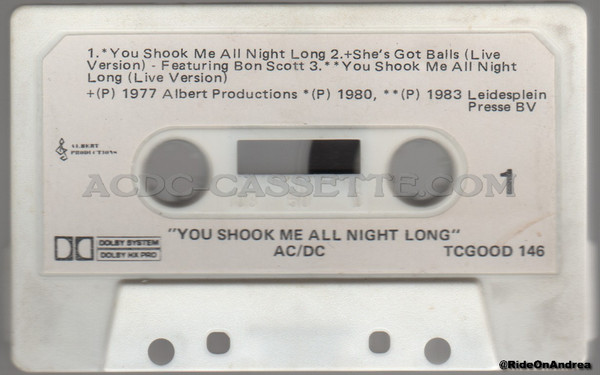 1.*You Shook Me All Night Long 2.+She's Got Balls (Live
Version) - Featuring Bon Scott 3.**You Shook Me All Night
Long (Live Version)
+(P) 1977 Albert Productions *(P) 1980, **(P) 1983 Leidesplein
Presse BV
ALBERT
PRODUCTIONS
ACDC-CASSETTE.COM
1
DOLBY SYSTEM
DOLBY HX PRO
"YOU SHOOK ME ALL NIGHT LONG"
AC/DC
TCGOOD 146
@RideOnAndrea